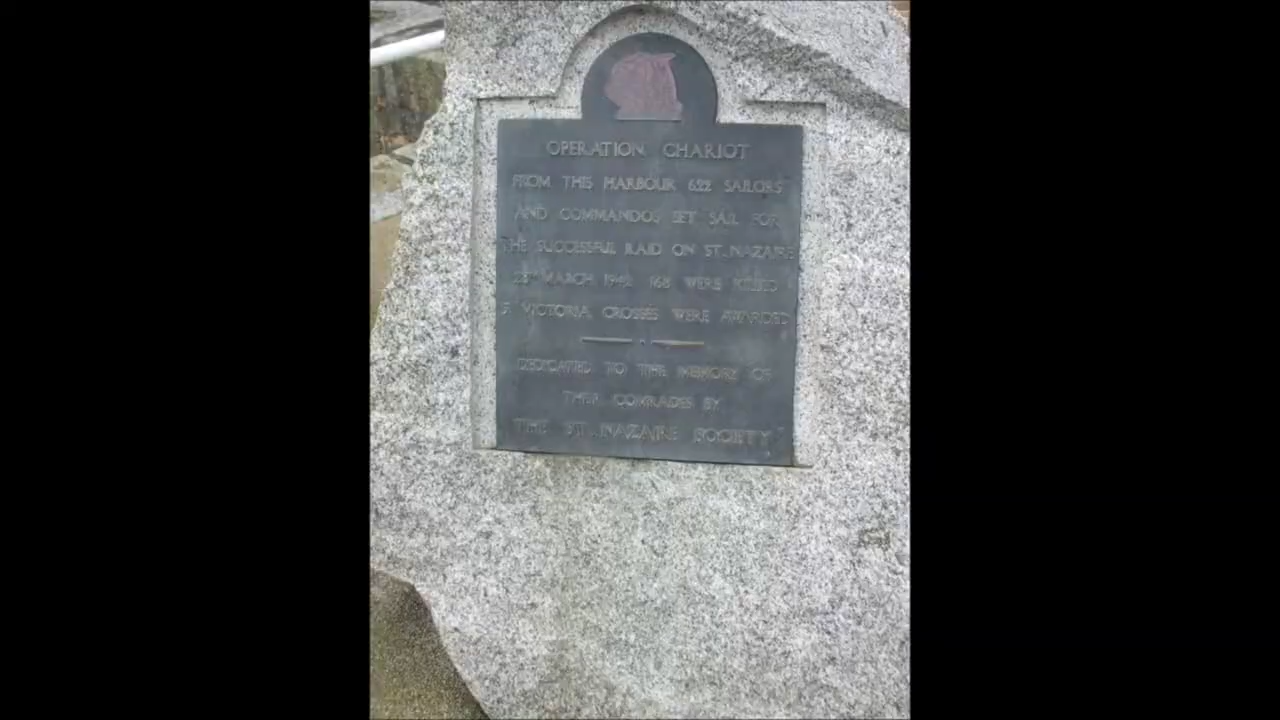 OPERATION CHARIOT
FROM THIS HARBOUR 622 SAILORS
AND COMMANDOS SET SAIL FOR
THE SUCCESSFUL RAID ON ST. NAZAIRE
28TH MARCH 1942 168 WERE KILLED
5 VICTORIA CROSSES WERE AWARDED
DEDICATED TO THE MEMORY OF
THEIR COMRADES BY
THE ST. NAZAIRE SOCIETY